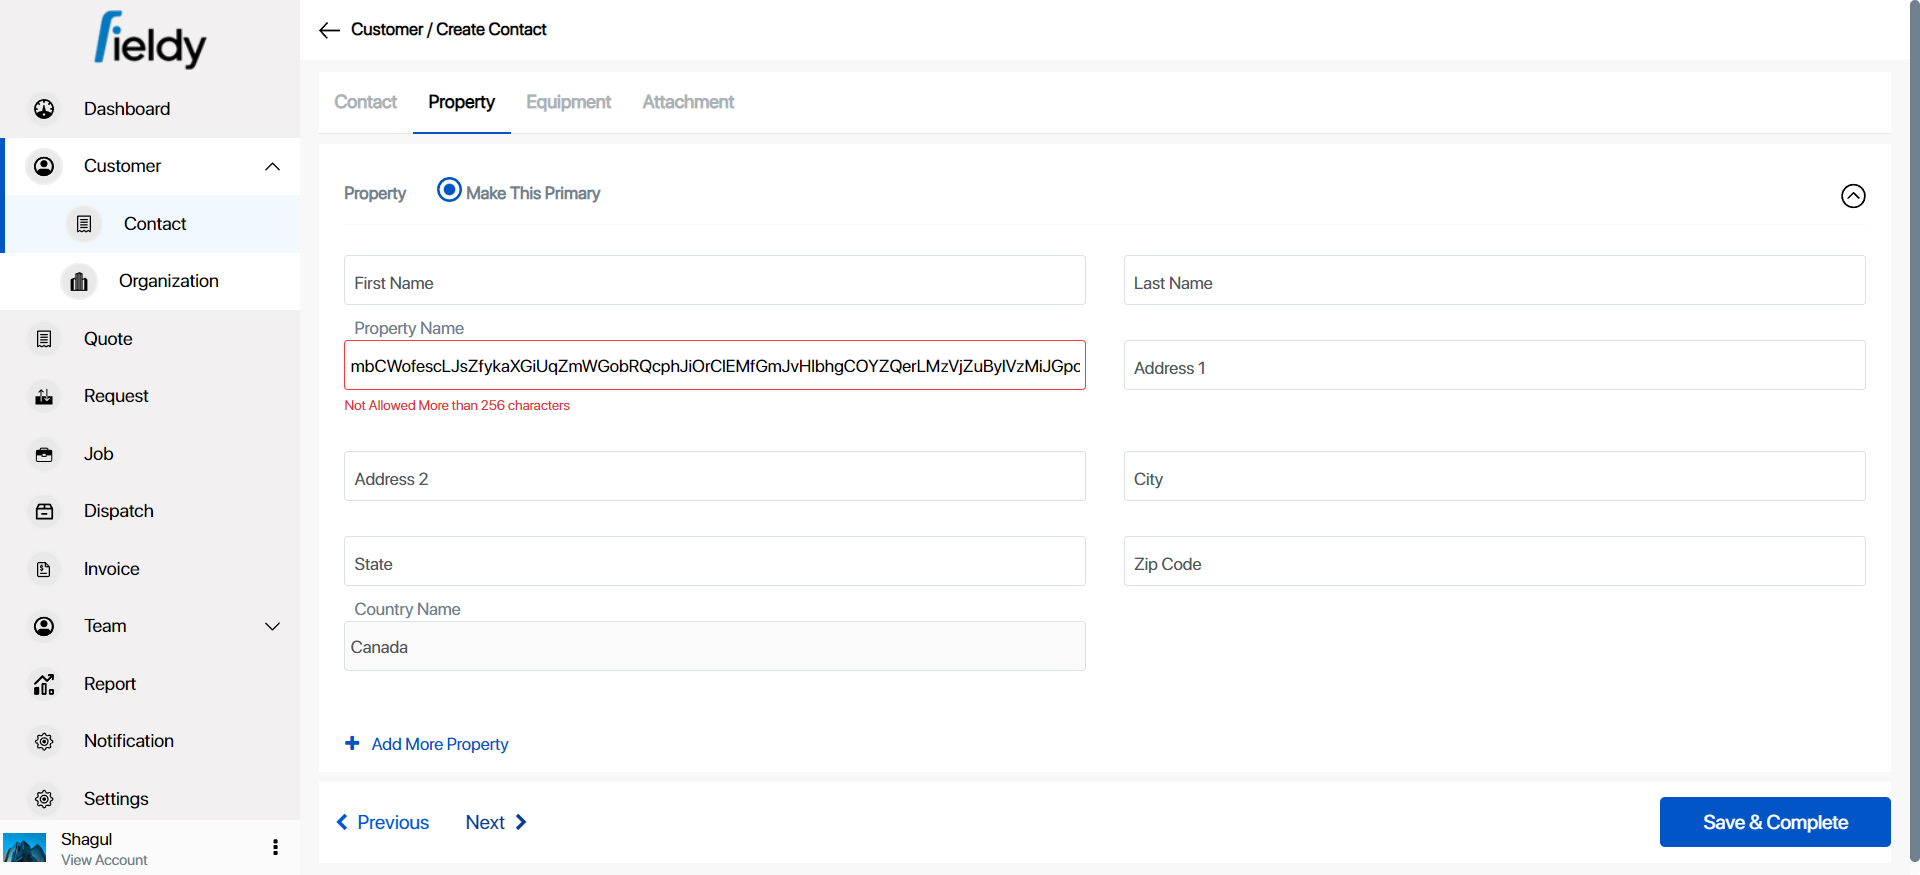 fieldy
Customer / Create Contact
Dashboard
Customer
Contact
Organization
Quote
Request
Job
Dispatch
Invoice
Team
Report
Notification
Settings
Shagul
View Account
Contact
Property
Equipment
Attachment
Property
Make This Primary
First Name
Last Name
Property Name
mbCWofescLJsZfykaXGiUqZmWGobRQcphJiOrClEMfGmJvHlbhgCOYZQerLMzVjZuBylVzMiJGpc
Not Allowed More than 256 characters
Address 1
Address 2
City
State
Zip Code
Country Name
Canada
Add More Property
Previous
Next
Save & Complete